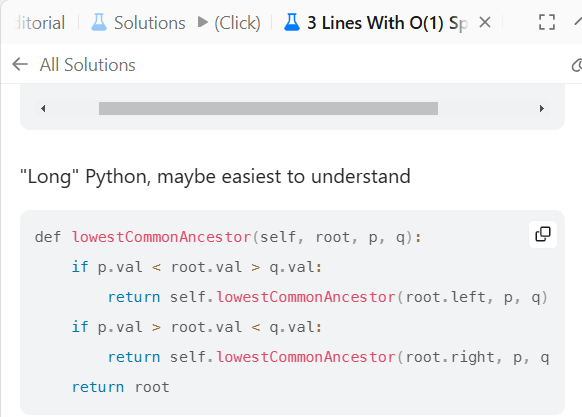 ditorial Solutions (Click) 3 Lines With O(1) Sp
All Solutions
"Long" Python, maybe easiest to understand
def lowestCommonAncestor(self, root, p, q):
    if p.val < root.val > q.val:
        return self.lowestCommonAncestor(root.left, p, q)
    if p.val > root.val < q.val:
        return self.lowestCommonAncestor(root.right, p, q
    return root